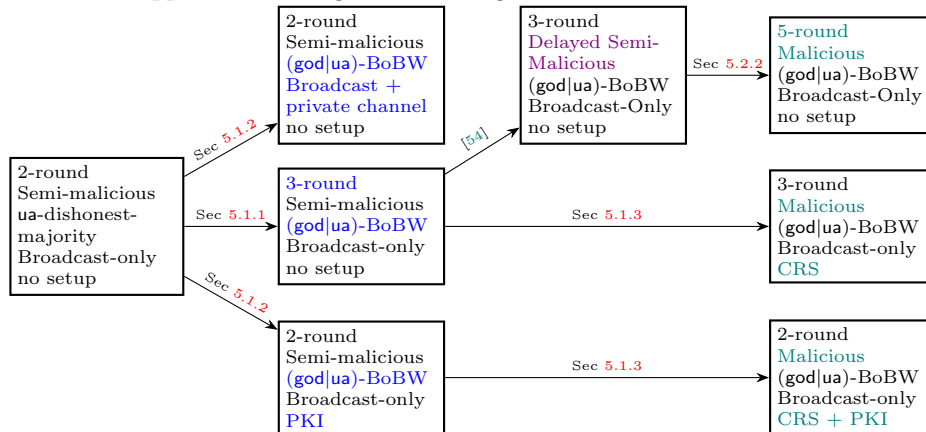 2-round
Semi-malicious
(god|ua)-BoBW
Broadcast +
private channel
no setup
3-round
Delayed Semi-
Malicious
(god|ua)-BoBW
Broadcast-Only
no setup
5-round
Malicious
(god|ua)-BoBW
Broadcast-Only
no setup
Sec 5.2.2
Sec 5.1.2
[54]
2-round
Semi-malicious
ua-dishonest-
majority
Broadcast-only
no setup
Sec 5.1.1
3-round
Semi-malicious
(god|ua)-BoBW
Broadcast-only
no setup
Sec 5.1.3
3-round
Malicious
(god|ua)-BoBW
Broadcast-only
CRS
Sec 5.1.2
2-round
Semi-malicious
(god|ua)-BoBW
Broadcast-only
PKI
Sec 5.1.3
2-round
Malicious
(god|ua)-BoBW
Broadcast-only
CRS + PKI